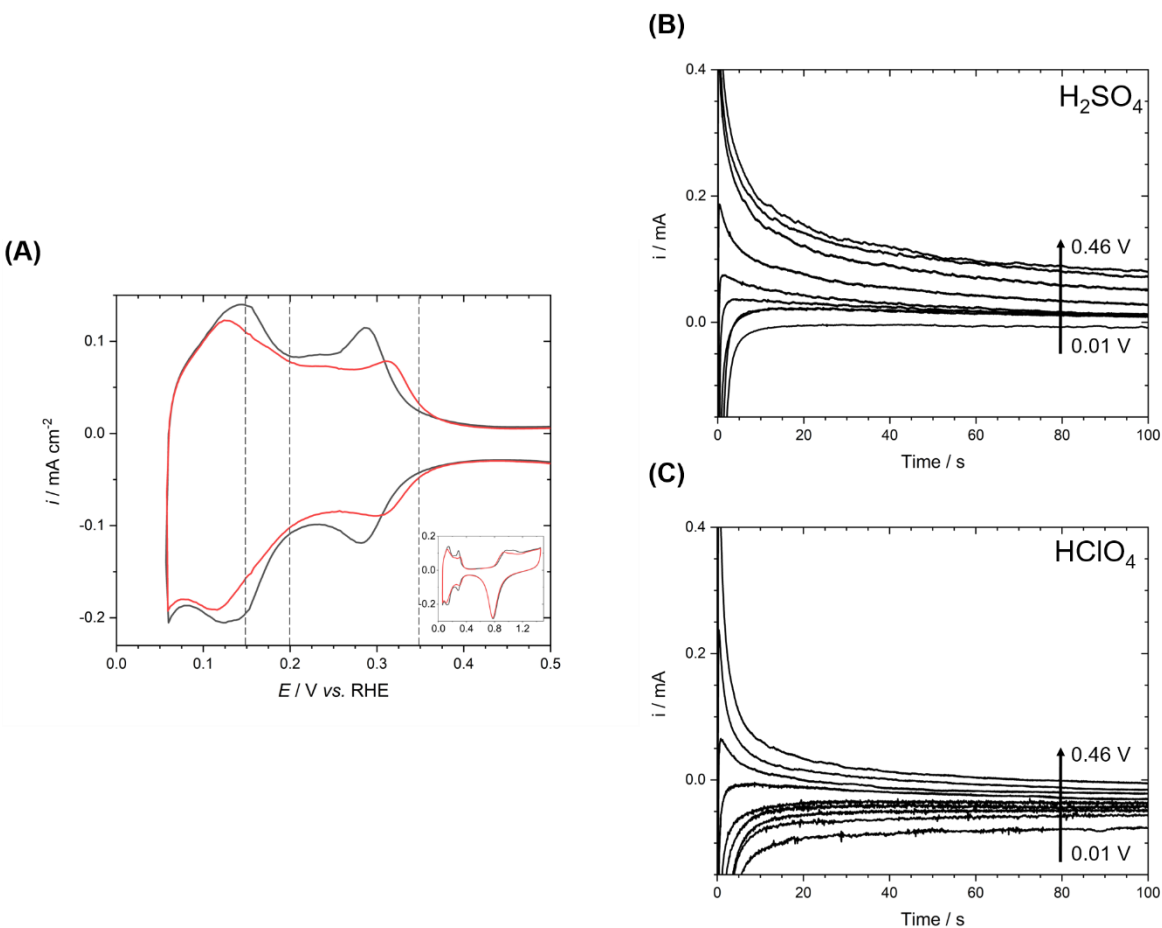 (A)
0.1
0.0
-0.1
-0.2
i / mA cm⁻²
0.0 0.1 0.2 0.3 0.4 0.5
E / V vs. RHE
0.2
0.0
-0.2
0.0 0.4 0.8 1.2
(B)
H₂SO₄
0.4
0.2
0.0
i / mA
0.46 V
0.01 V
0 20 40 60 80 100
Time / s
(C)
HClO₄
0.4
0.2
0.0
i / mA
0.46 V
0.01 V
0 20 40 60 80 100
Time / s